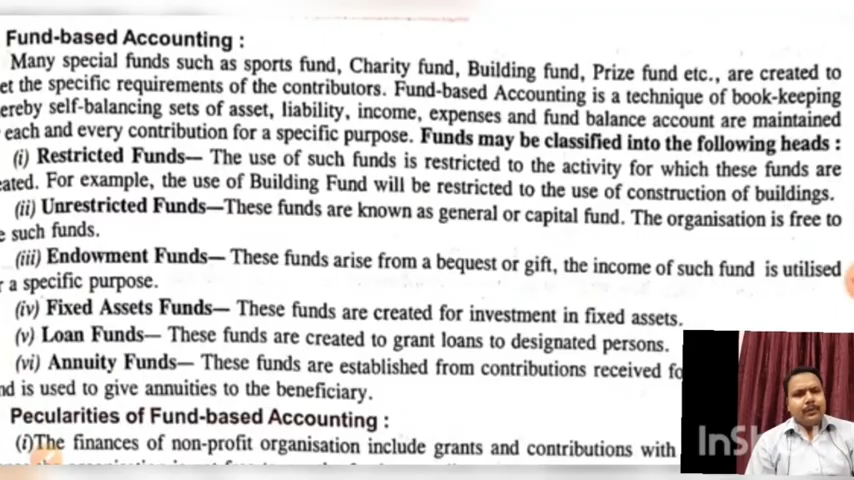 Fund-based Accounting :
Many special funds such as sports fund, Charity fund, Building fund, Prize fund etc., are created to
et the specific requirements of the contributors. Fund-based Accounting is a technique of book-keeping
ereby self-balancing sets of asset, liability, income, expenses and fund balance account are maintained
each and every contribution for a specific purpose. Funds may be classified into the following heads :
(i) Restricted Funds— The use of such funds is restricted to the activity for which these funds are
eated. For example, the use of Building Fund will be restricted to the use of construction of buildings.
(ii) Unrestricted Funds—These funds are known as general or capital fund. The organisation is free to
e such funds.
(iii) Endowment Funds— These funds arise from a bequest or gift, the income of such fund is utilised
r a specific purpose.
(iv) Fixed Assets Funds— These funds are created for investment in fixed assets.
(v) Loan Funds— These funds are created to grant loans to designated persons.
(vi) Annuity Funds— These funds are established from contributions received fo
nd is used to give annuities to the beneficiary.
Pecularities of Fund-based Accounting :
(i)The finances of non-profit organisation include grants and contributions with
InSh